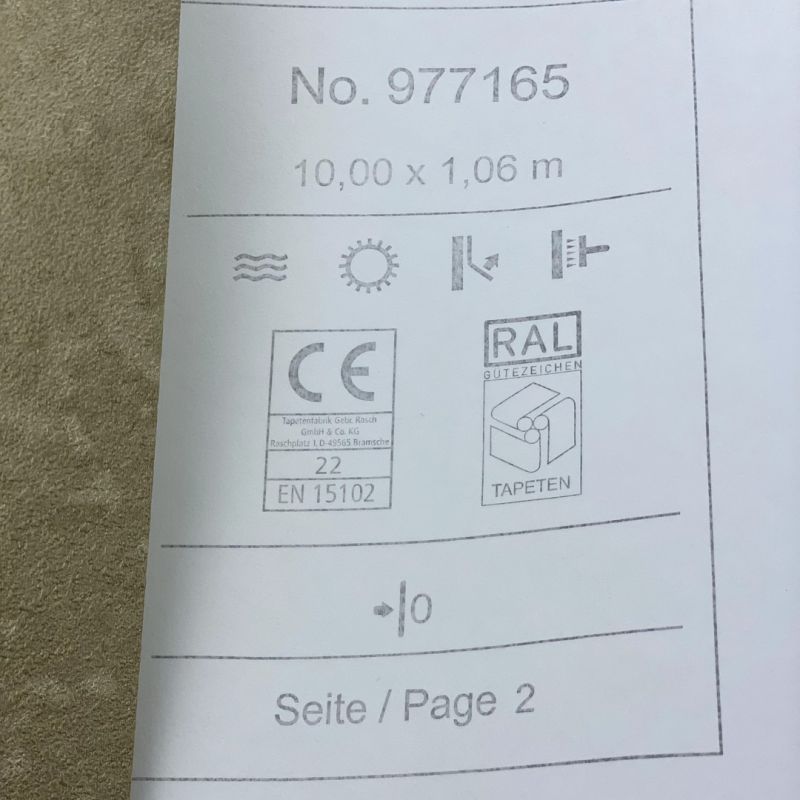 No. 977165
10,00 x 1,06 m
CE
Tapetenfabrik Gebr. Rasch
GmbH & Co. KG
Raschplatz 1, D-49565 Bramsche
22
EN 15102
RAL
GÜTEZEICHEN
TAPETEN
0
Seite / Page 2